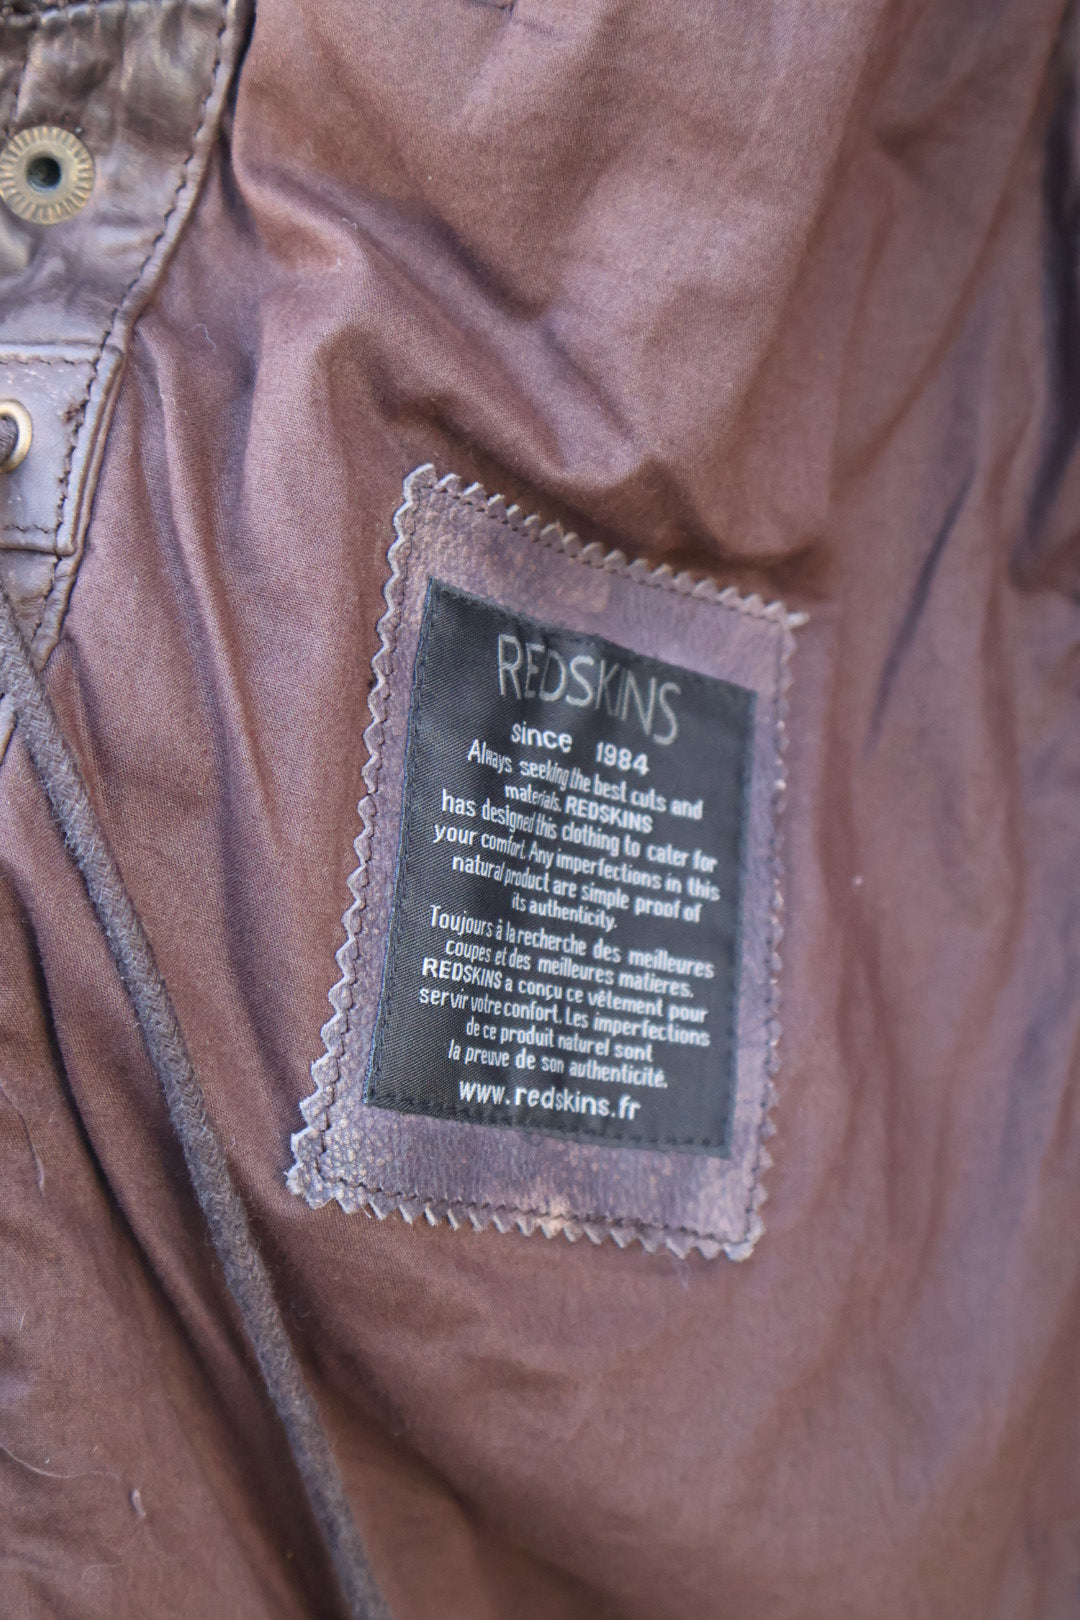 REDSKINS
since 1984
Always seeking the best cuts and
materials. REDSKINS
has designed this clothing to cater for
your comfort. Any imperfections in this
natural product are simple proof of
its authenticity.
Toujours à la recherche des meilleures
coupes et des meilleures matieres.
REDSKINS a conçu ce vêtement pour
servir votre confort. Les imperfections
de ce produit naturel sont
la preuve de son authenticité.
www.redskins.fr